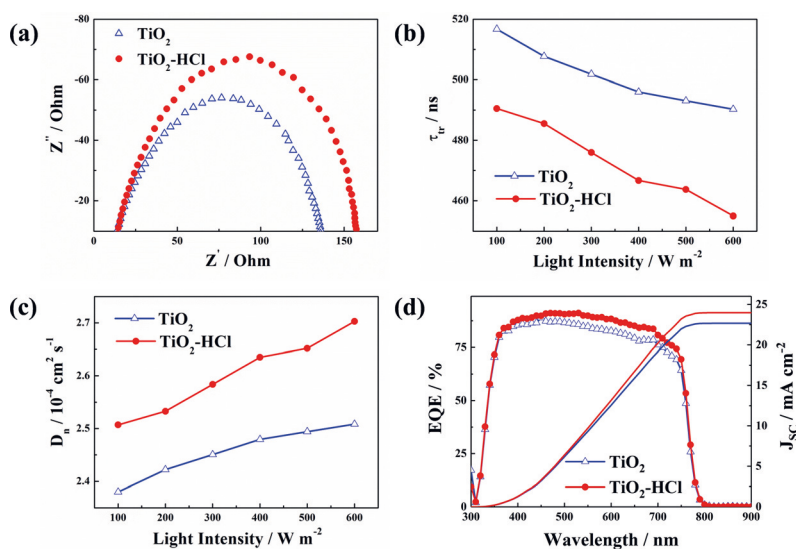 (a)
TiO2
TiO2-HCl
Z'' / Ohm
-80
-60
-40
-20
0
50
100
150
Z' / Ohm
(b)
τtr / ns
520
500
480
460
TiO2
TiO2-HCl
100
200
300
400
500
600
Light Intensity / W m-2
(c)
TiO2
TiO2-HCl
Dn / 10-4 cm2 s-1
2.7
2.6
2.5
2.4
100
200
300
400
500
600
Light Intensity / W m-2
(d)
EQE / %
75
50
25
0
TiO2
TiO2-HCl
25
20
15
10
5
0
JSC / mA cm-2
300
400
500
600
700
800
900
Wavelength / nm